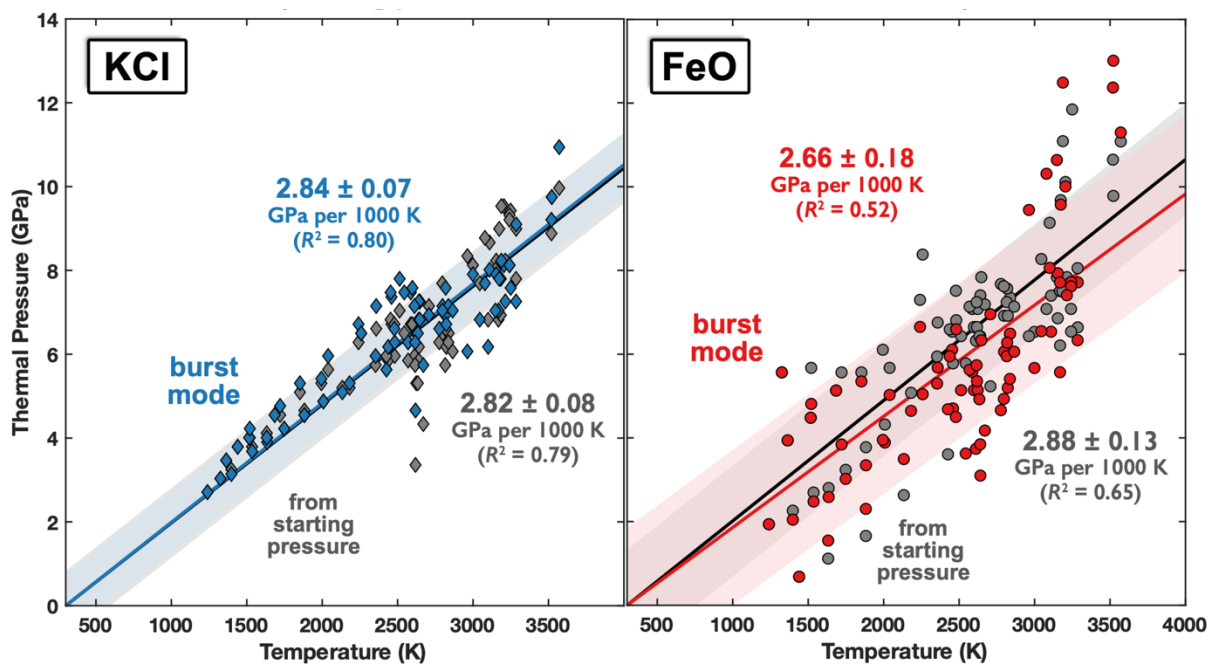 KCl
FeO
14
12
10
8
6
4
2
0
Thermal Pressure (GPa)
2.84 ± 0.07
GPa per 1000 K
(R² = 0.80)
burst
mode
2.82 ± 0.08
GPa per 1000 K
(R² = 0.79)
from
starting
pressure
2.66 ± 0.18
GPa per 1000 K
(R² = 0.52)
burst
mode
2.88 ± 0.13
GPa per 1000 K
(R² = 0.65)
from
starting
pressure
500 1000 1500 2000 2500 3000 3500
500 1000 1500 2000 2500 3000 3500 4000
Temperature (K)
Temperature (K)